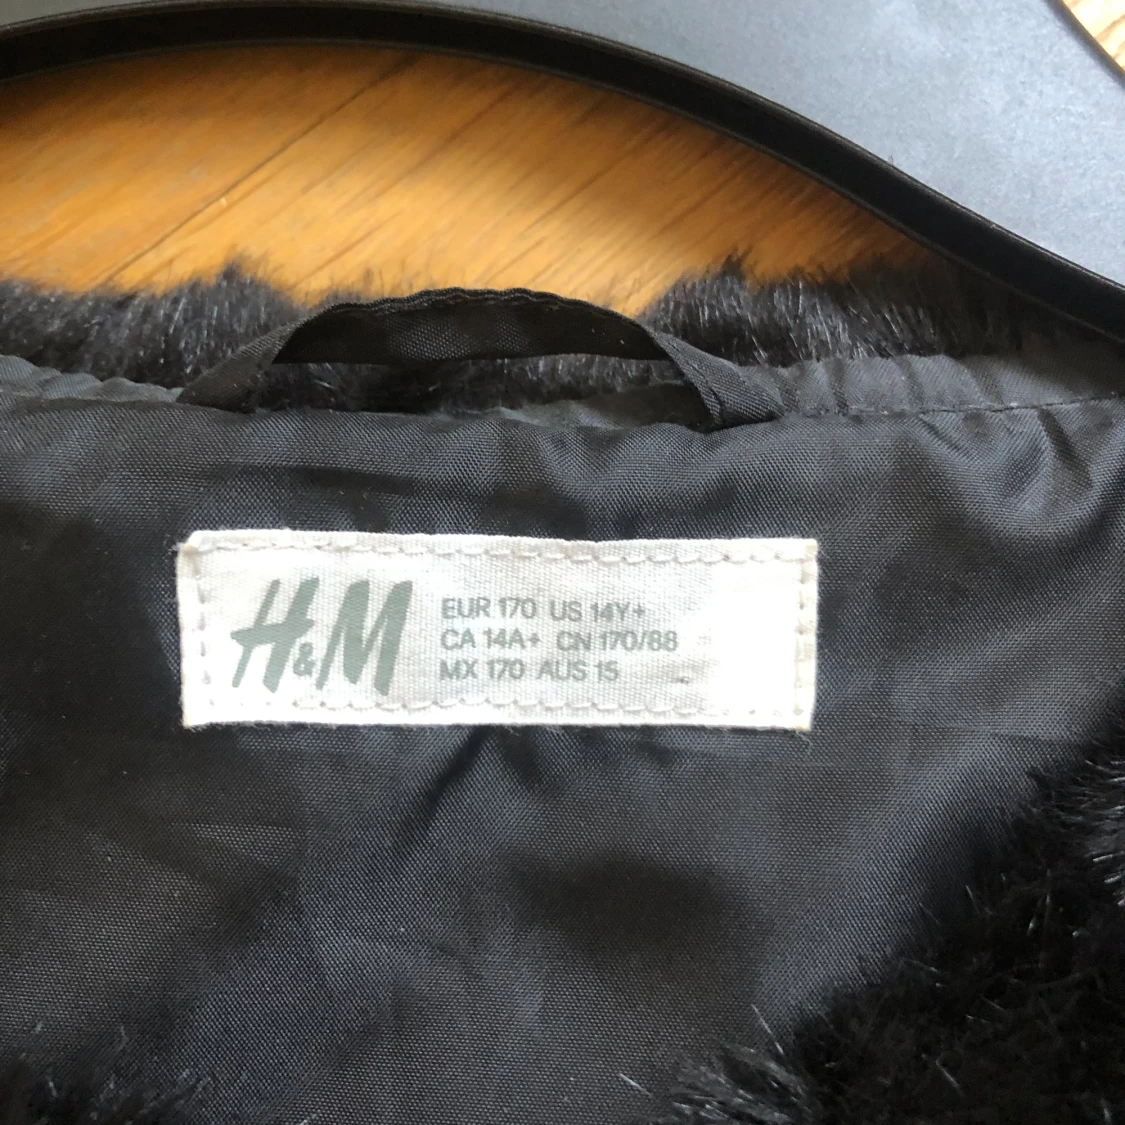 H&M
EUR 170 US 14Y+
CA 14A+ CN 170/88
MX 170 AUS 15